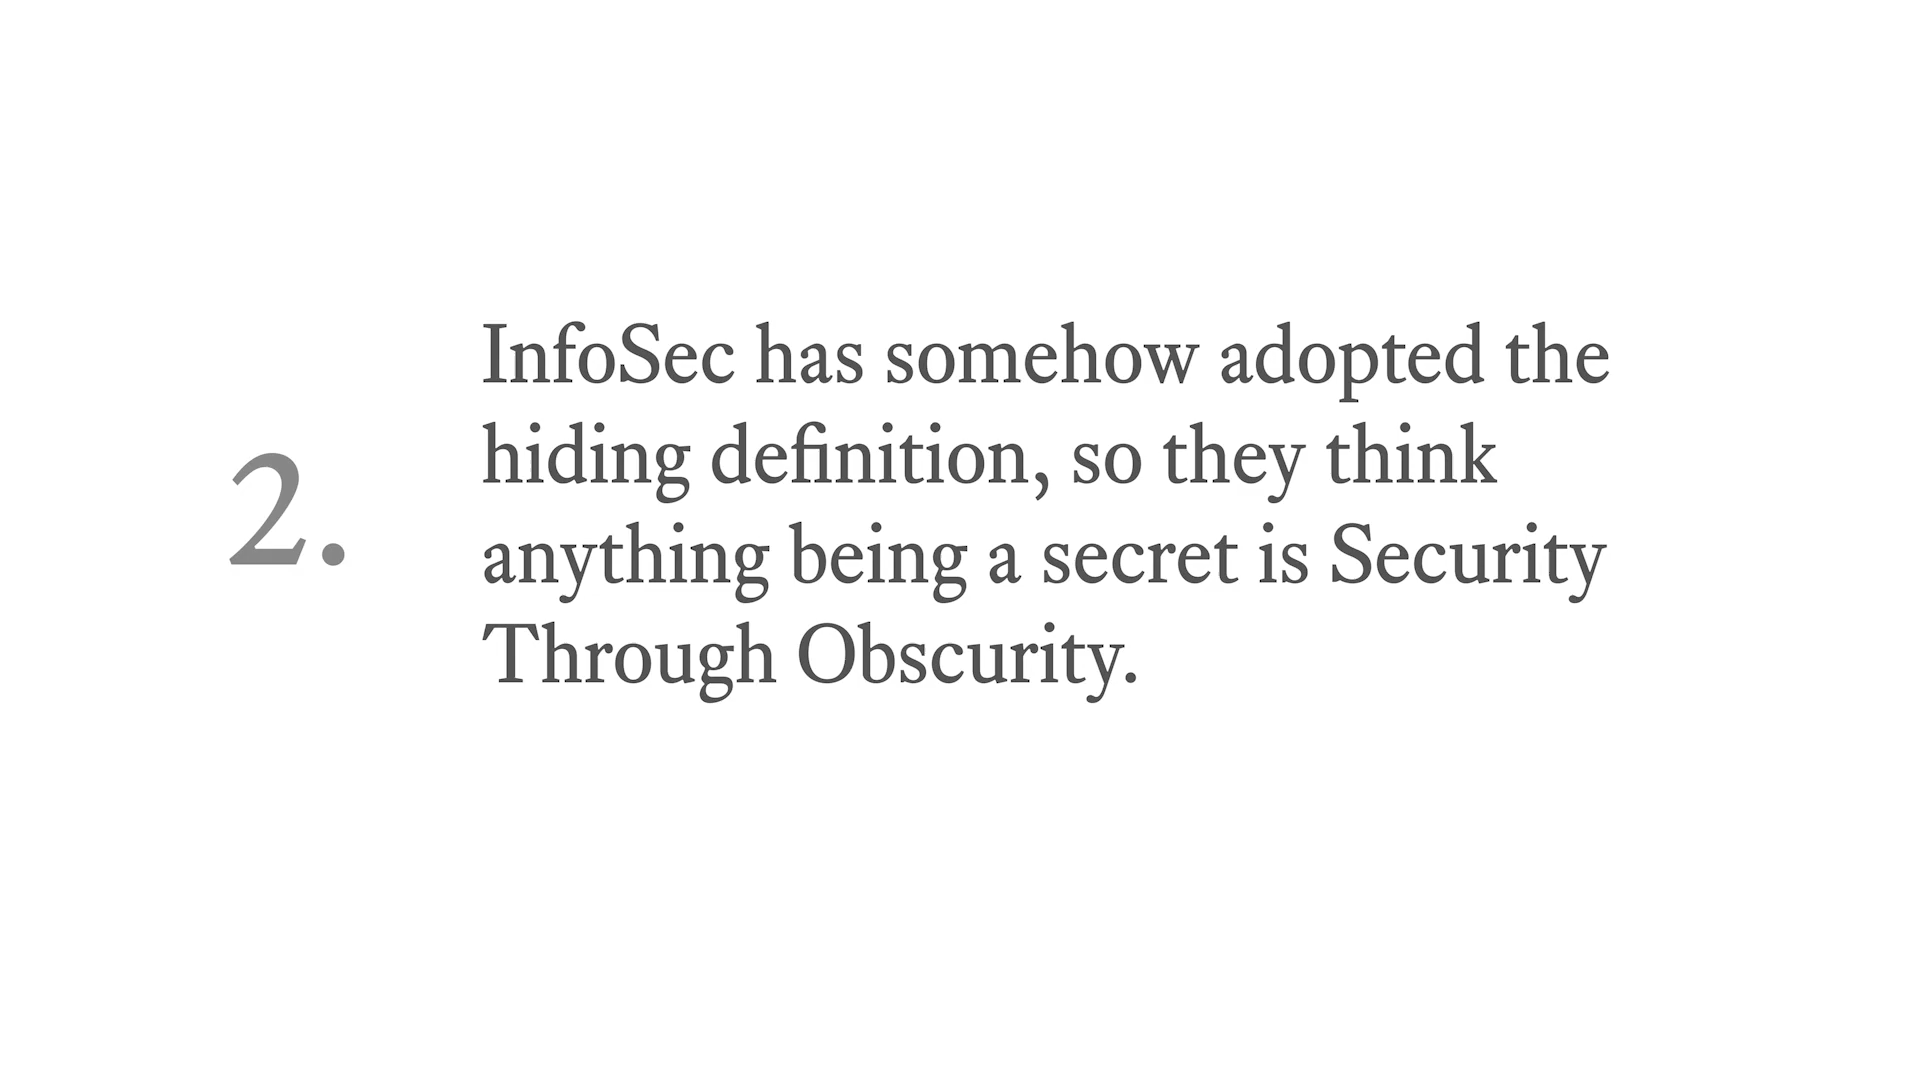 2.
InfoSec has somehow adopted the
hiding definition, so they think
anything being a secret is Security
Through Obscurity.